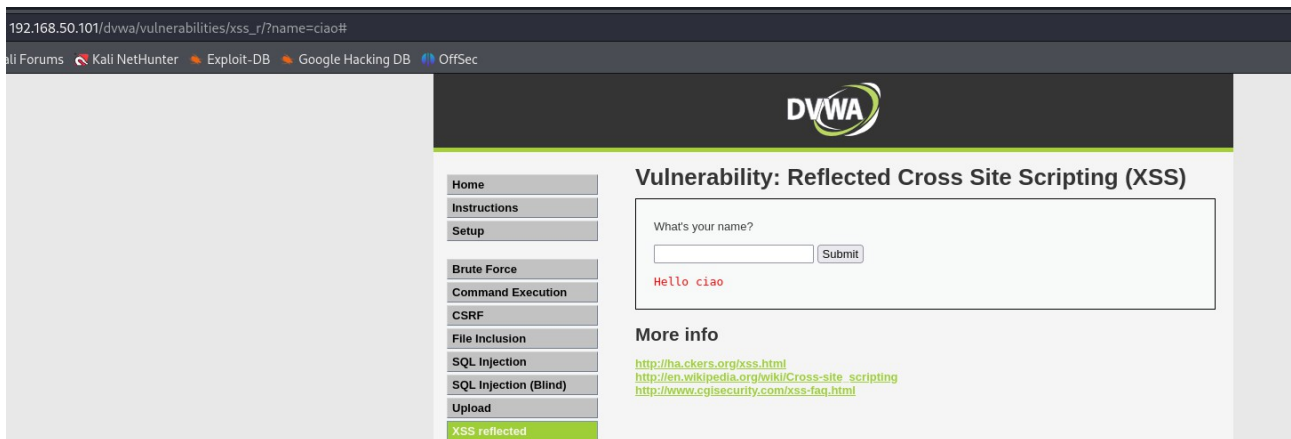 192.168.50.101/dvwa/vulnerabilities/xss_r/?name=ciao#
ali Forums Kali NetHunter Exploit-DB Google Hacking DB OffSec
DVWA
Home
Instructions
Setup
Brute Force
Command Execution
CSRF
File Inclusion
SQL Injection
SQL Injection (Blind)
Upload
XSS reflected
Vulnerability: Reflected Cross Site Scripting (XSS)
What's your name?
Submit
Hello ciao
More info
http://ha.ckers.org/xss.html
http://en.wikipedia.org/wiki/Cross-site_scripting
http://www.cgisecurity.com/xss-faq.html